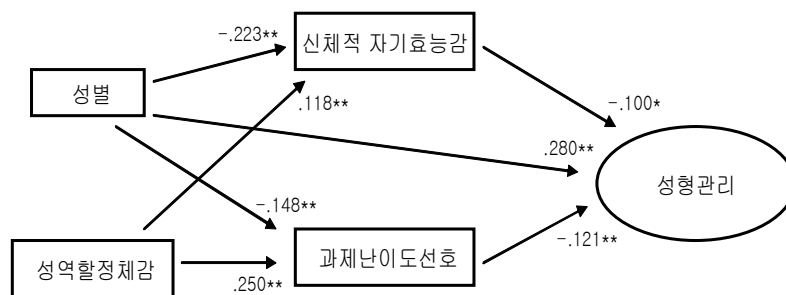 -.223**
신체적 자기효능감
성별
.118**
-.100*
.280**
성형관리
-.148**
과제난이도선호
-.121**
성역할정체감
.250**